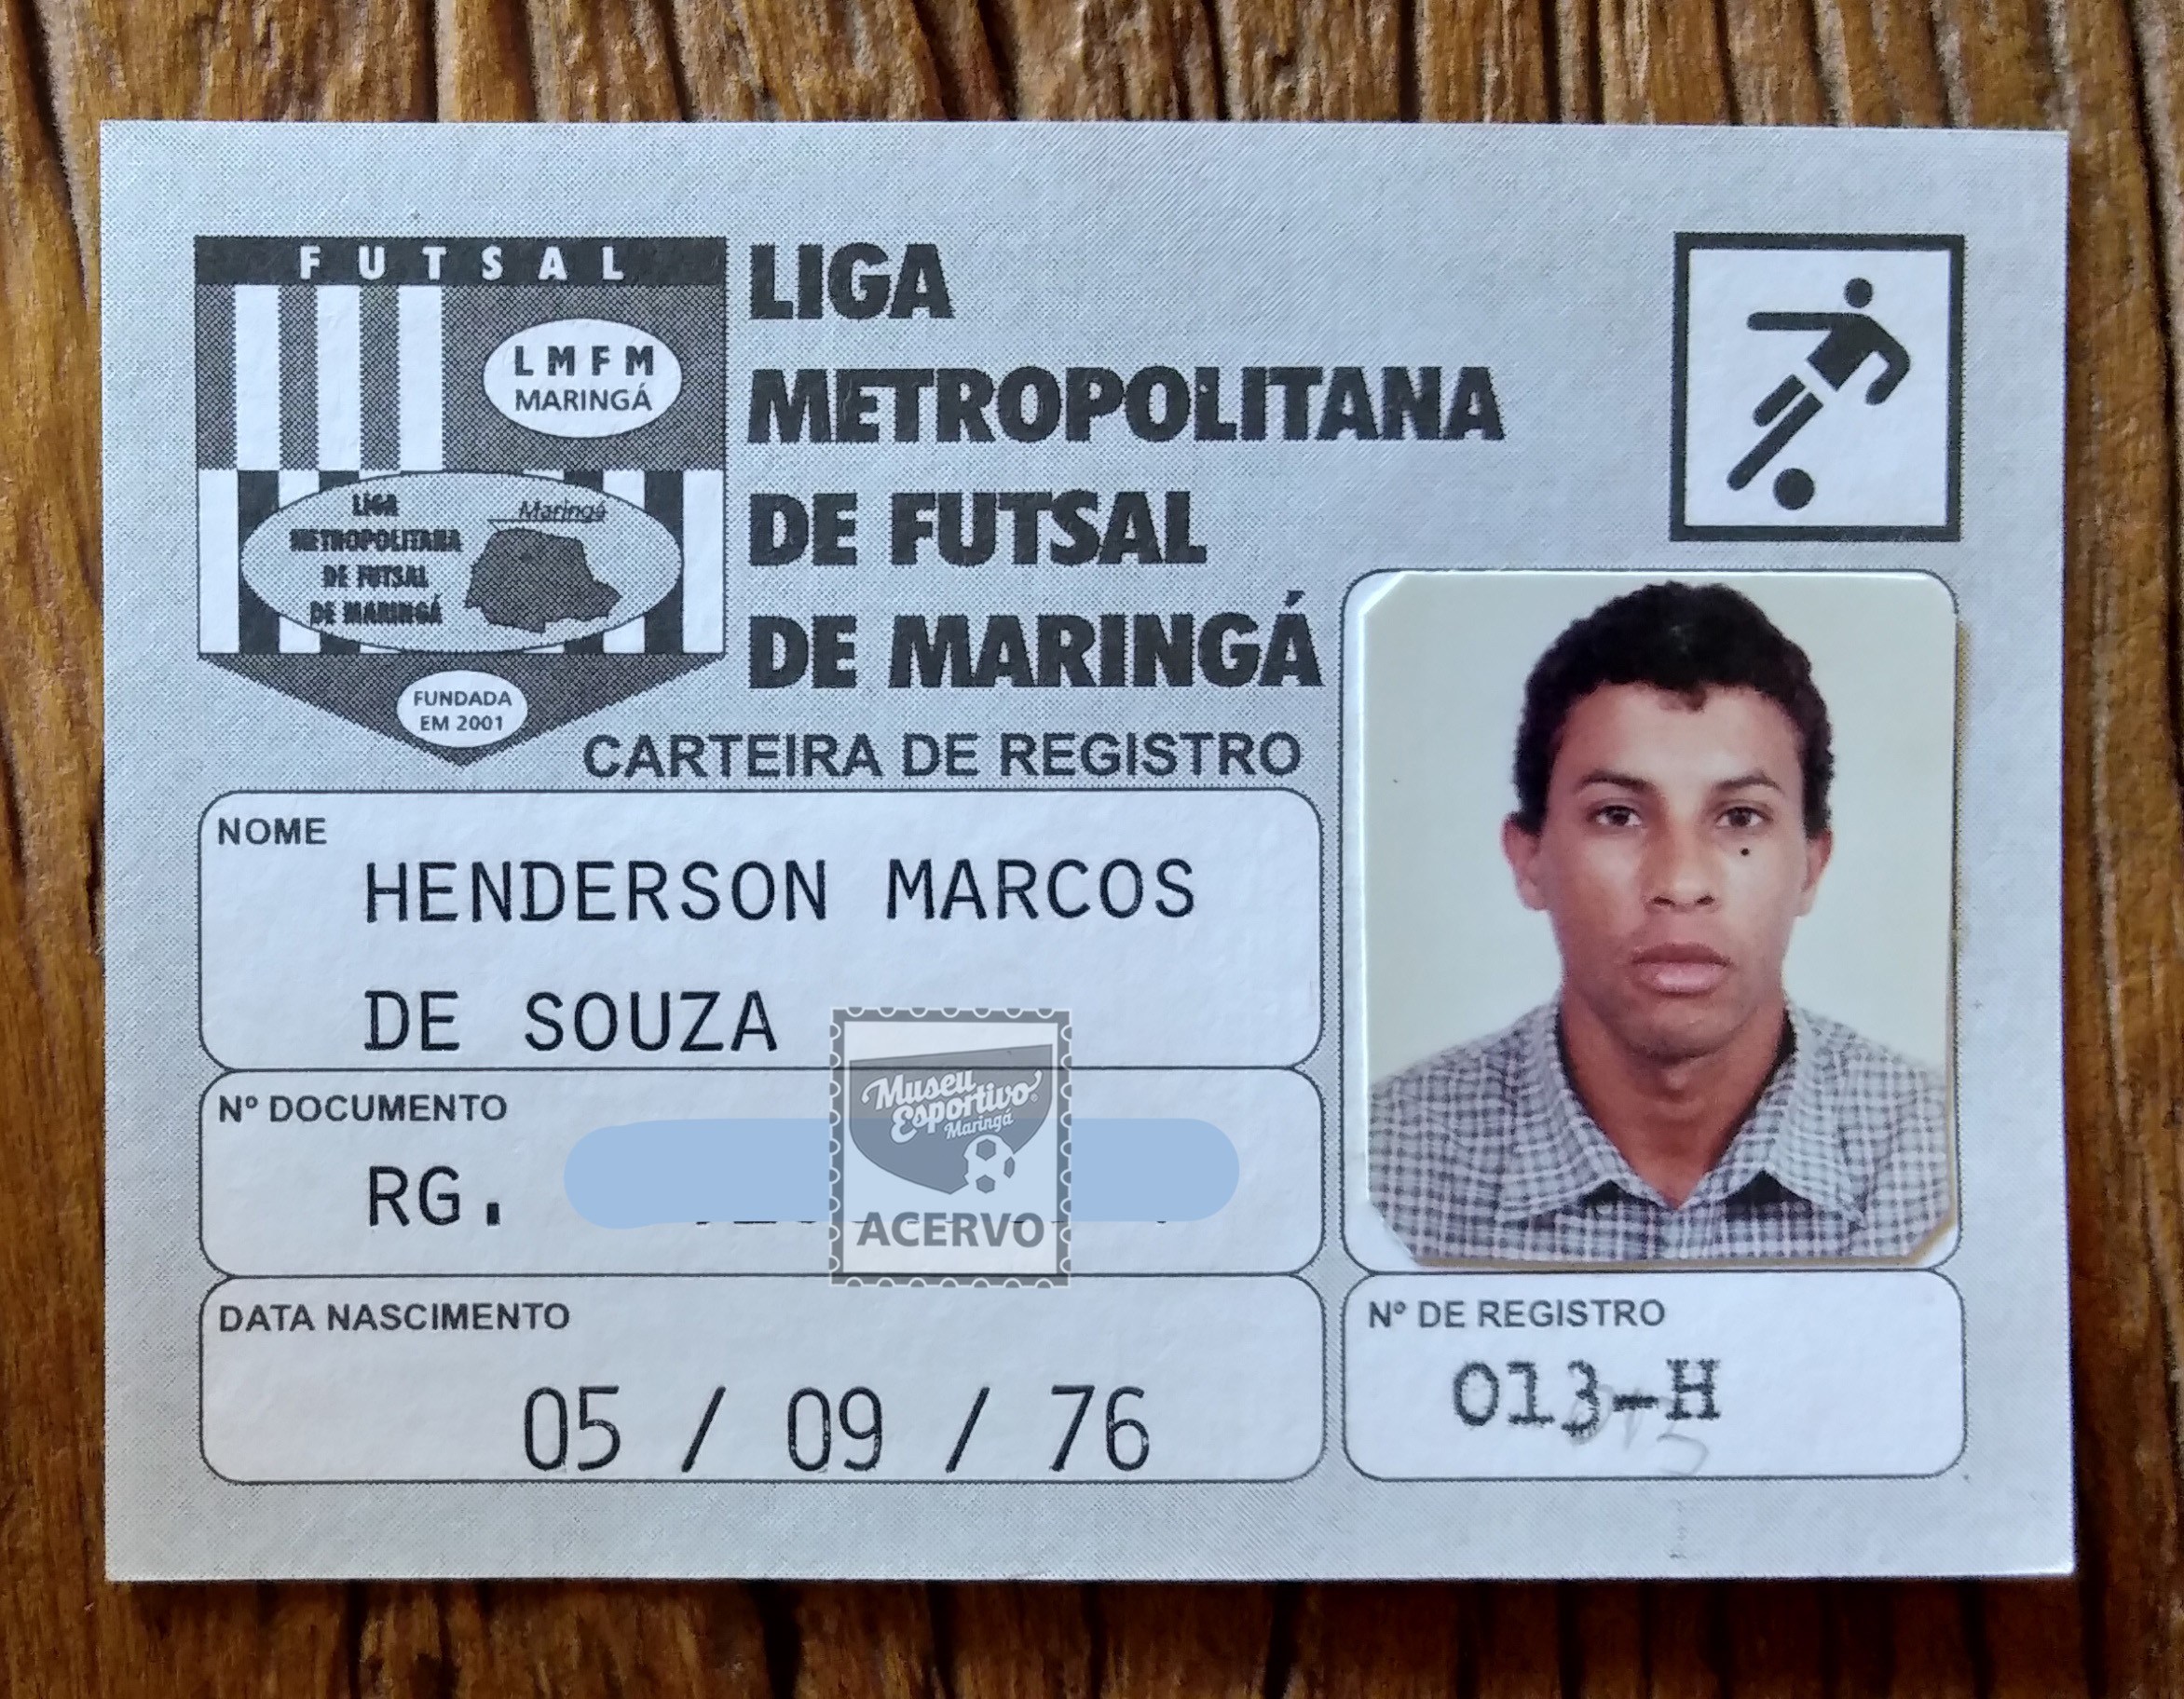 FUTSAL
LMFM
MARINGÁ
LIGA
METROPOLITANA
DE FUTSAL
DE MARINGÁ
Maringá
FUNDADA
EM 2001
LIGA
METROPOLITANA
DE FUTSAL
DE MARINGÁ
CARTEIRA DE REGISTRO
NOME
HENDERSON MARCOS
DE SOUZA
Nº DOCUMENTO
RG.
Museu
Esportivo
Maringá
ACERVO
DATA NASCIMENTO
05 / 09 / 76
Nº DE REGISTRO
013-H